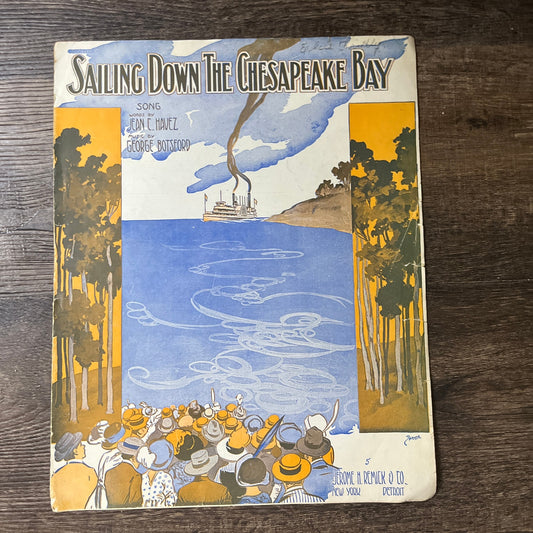 SAILING DOWN THE CHESAPEAKE BAY
SONG
WORDS BY
JEAN C. HAVEZ
MUSIC BY
GEORGE BOTSFORD
5
JEROME H. REMICK & CO.
NEW YORK DETROIT